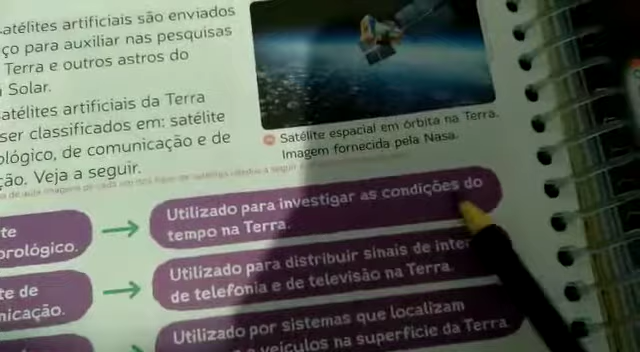 satélites artificiais são enviados
ço para auxiliar nas pesquisas
Terra e outros astros do
Solar.
satélites artificiais da Terra
ser classificados em: satélite
ológico, de comunicação e de
ção. Veja a seguir.
Satélite espacial em órbita na Terra.
Imagem fornecida pela Nasa.
te
orológico.
Utilizado para investigar as condições do
tempo na Terra.
te de
nicação.
Utilizado para distribuir sinais de inter
de telefonia e de televisão na Terra.
Utilizado por sistemas que localizam
veículos na superfície da Terra